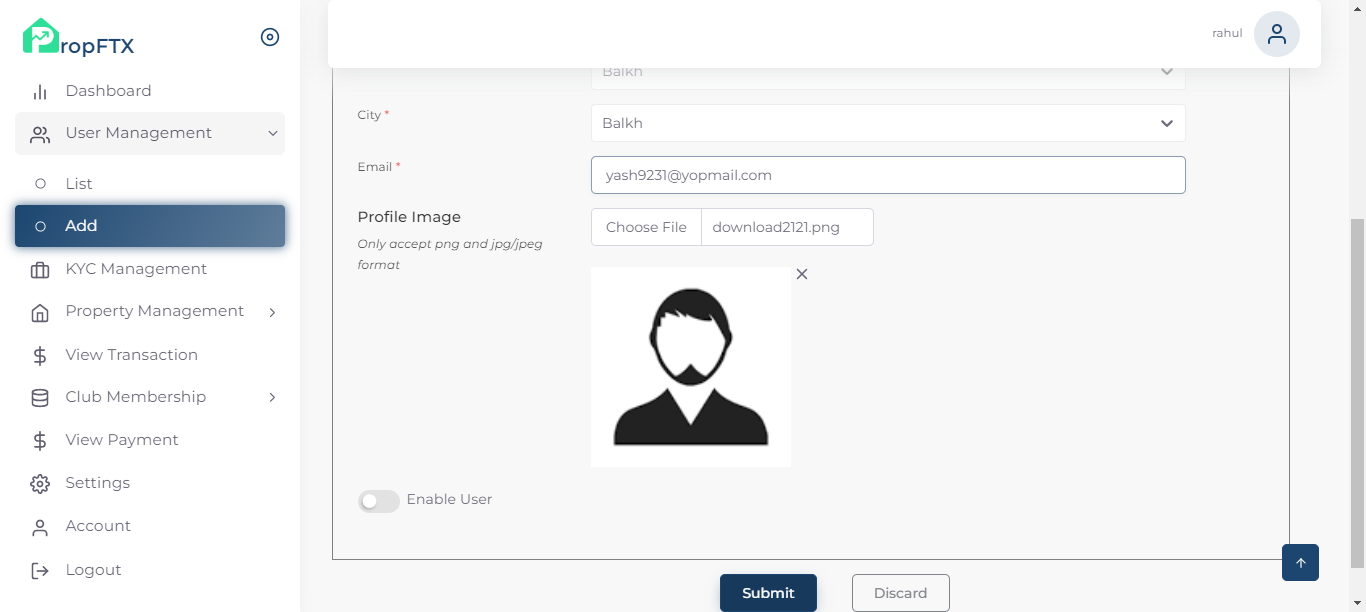 PropFTX
Dashboard
User Management
List
Add
KYC Management
Property Management
View Transaction
Club Membership
View Payment
Settings
Account
Logout
rahul
Balkh
City *
Balkh
Email *
yash9231@yopmail.com
Profile Image
Choose File download2121.png
Only accept png and jpg/jpeg
format
Enable User
Submit Discard